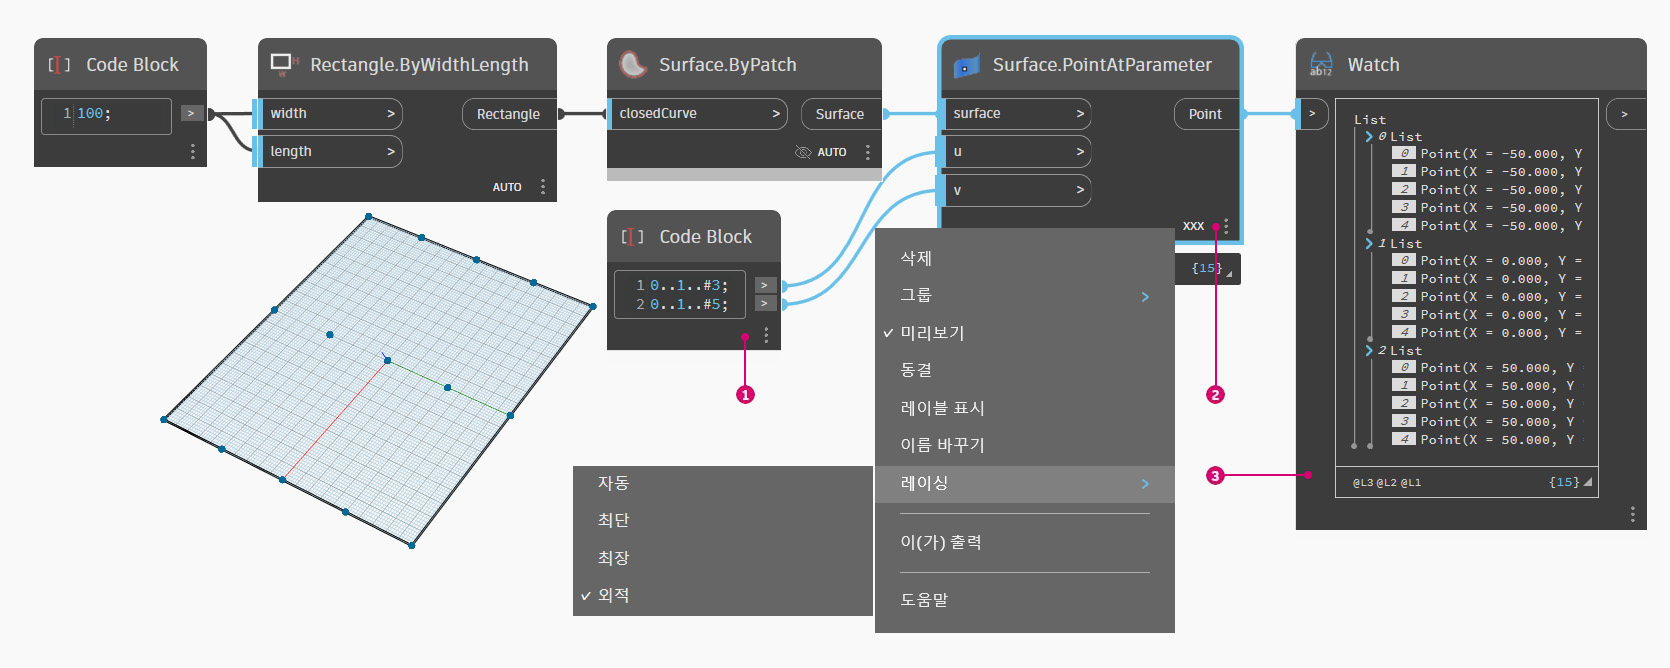 Code Block
1 100;
>
Rectangle.ByWidthLength
width >
length >
Rectangle
AUTO
Surface.ByPatch
closedCurve >
Surface
AUTO
Code Block
1 0..1..#3; >
2 0..1..#5; >
1
Surface.PointAtParameter
surface >
u >
v >
Point
XXX
{15}
2
삭제
그룹 >
✓ 미리보기
동결
레이블 표시
이름 바꾸기
레이싱 >
이(가) 출력
도움말
자동
최단
최장
✓ 외적
ab12
Watch
>
>
List
0 List
0 Point(X = -50.000, Y
1 Point(X = -50.000, Y
2 Point(X = -50.000, Y
3 Point(X = -50.000, Y
4 Point(X = -50.000, Y
1 List
0 Point(X = 0.000, Y =
1 Point(X = 0.000, Y =
2 Point(X = 0.000, Y =
3 Point(X = 0.000, Y =
4 Point(X = 0.000, Y =
2 List
0 Point(X = 50.000, Y
1 Point(X = 50.000, Y
2 Point(X = 50.000, Y
3 Point(X = 50.000, Y
4 Point(X = 50.000, Y
@L3 @L2 @L1 {15}
3